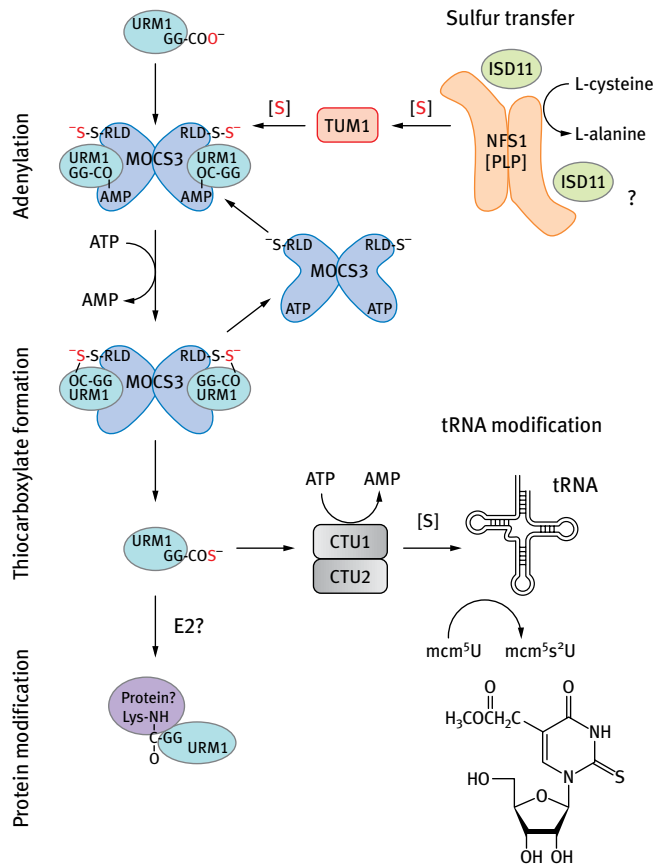 URM1
GG-COO⁻
Sulfur transfer
ISD11
L-cysteine
L-alanine
NFS1
[PLP]
ISD11
?
[S]
TUM1
[S]
Adenylation
⁻S-S-RLD
RLD-S-S⁻
MOCS3
URM1
GG-CO
AMP
URM1
OC-GG
AMP
ATP
AMP
⁻S-RLD
RLD-S⁻
MOCS3
ATP
ATP
Thiocarboxylate formation
⁻S-S-RLD
RLD-S-S⁻
MOCS3
OC-GG
URM1
GG-CO
URM1
URM1
GG-COS⁻
ATP
AMP
CTU1
CTU2
[S]
tRNA modification
tRNA
mcm⁵U
mcm⁵s²U
E2?
Protein modification
Protein?
Lys-NH
C-GG
O
URM1
O
H₃COCCH₂C
O
NH
N
S
HO
O
OH OH